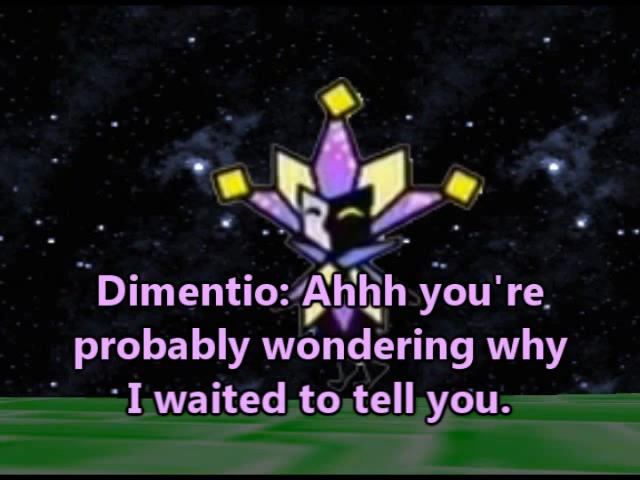 Dimentio: Ahhh you're
probably wondering why
I waited to tell you.